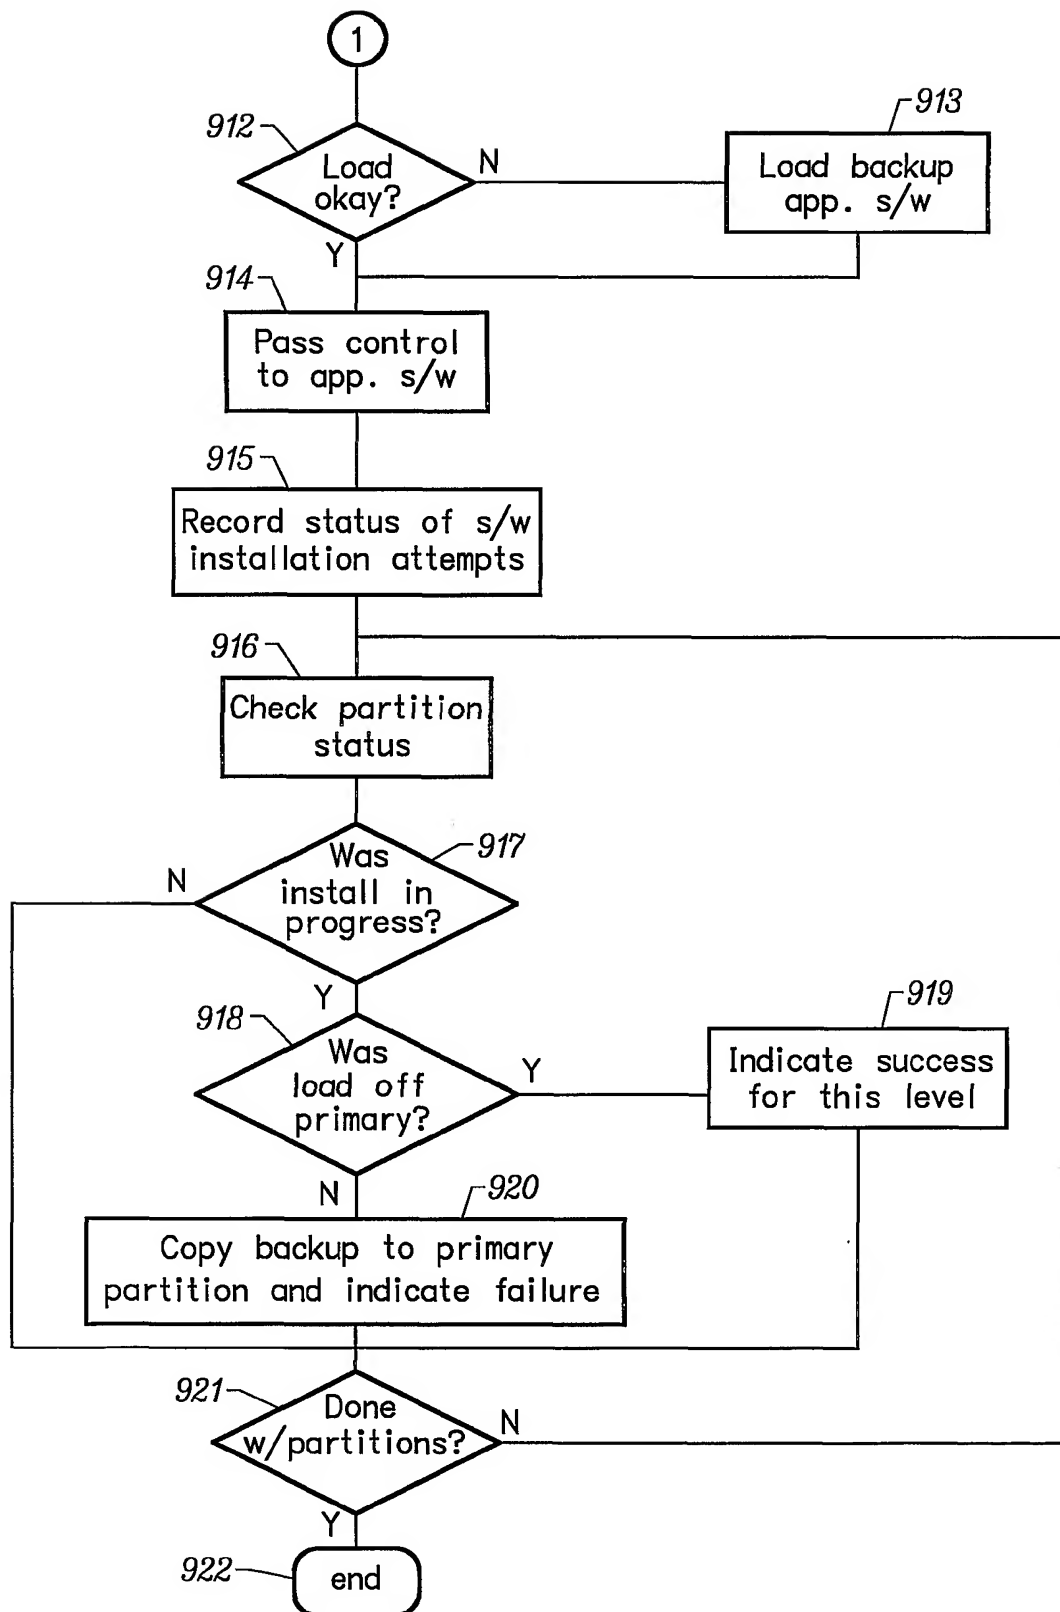 1
912
Load
okay?
N
Y
913
Load backup
app. s/w
914
Pass control
to app. s/w
915
Record status of s/w
installation attempts
916
Check partition
status
917
Was
install in
progress?
N
Y
918
Was
load off
primary?
Y
N
919
Indicate success
for this level
920
Copy backup to primary
partition and indicate failure
921
Done
w/partitions?
N
Y
922
end